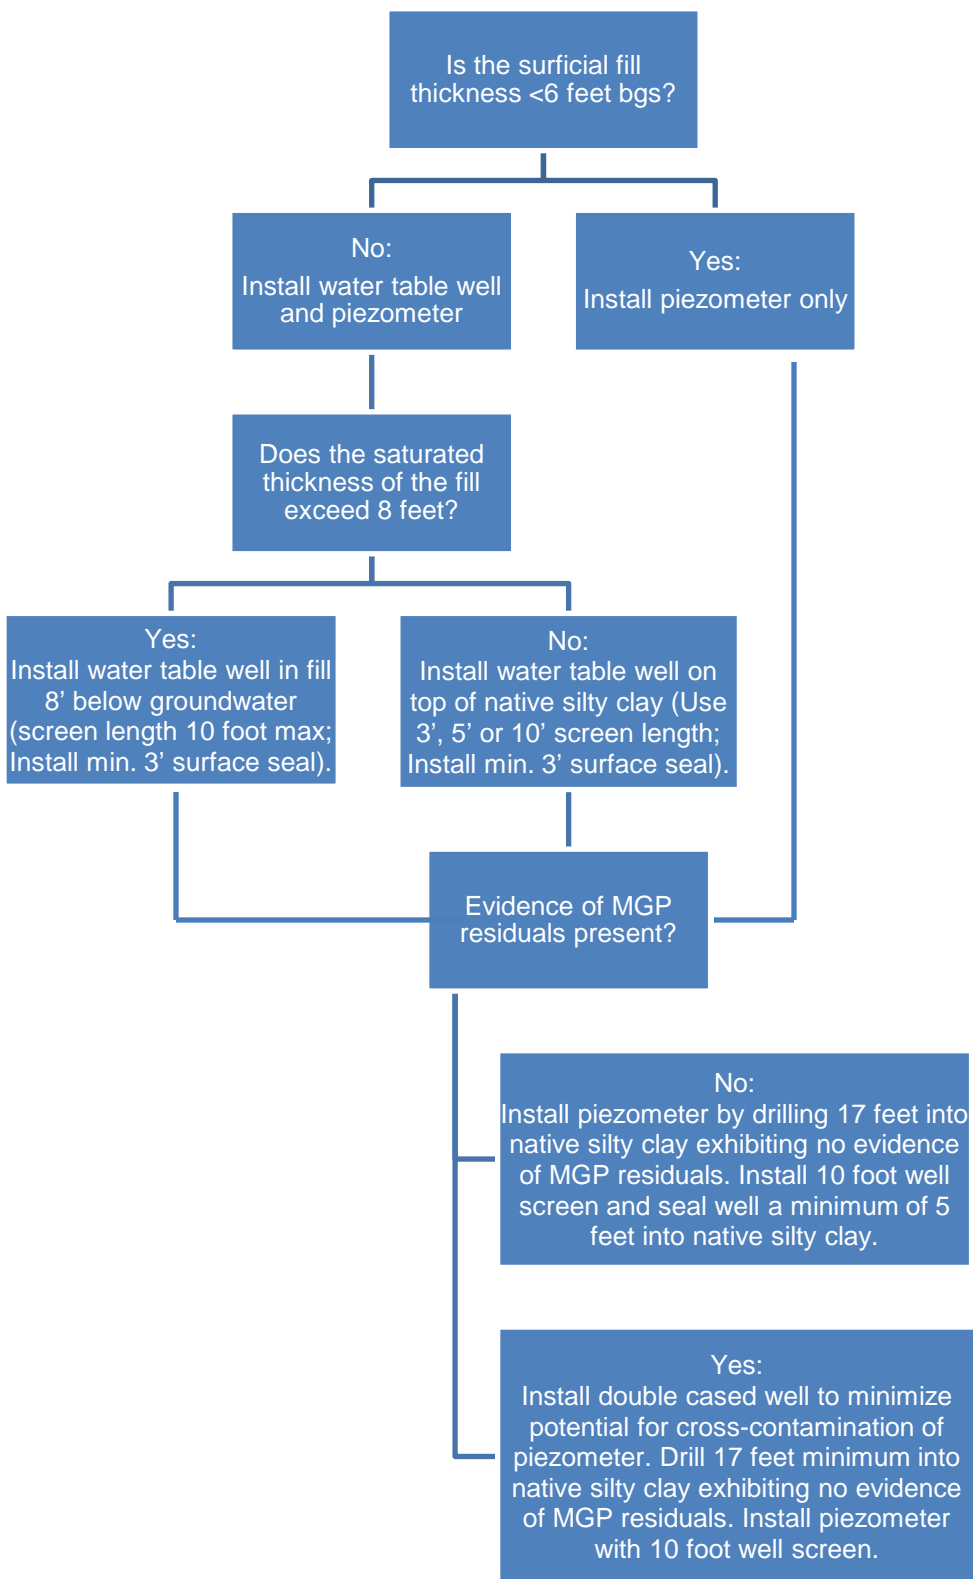 Is the surficial fill
thickness <6 feet bgs?
No:
Install water table well
and piezometer
Yes:
Install piezometer only
Does the saturated
thickness of the fill
exceed 8 feet?
Yes:
Install water table well in fill
8’ below groundwater
(screen length 10 foot max;
Install min. 3’ surface seal).
No:
Install water table well on
top of native silty clay (Use
3’, 5’ or 10’ screen length;
Install min. 3’ surface seal).
Evidence of MGP
residuals present?
No:
Install piezometer by drilling 17 feet into
native silty clay exhibiting no evidence
of MGP residuals. Install 10 foot well
screen and seal well a minimum of 5
feet into native silty clay.
Yes:
Install double cased well to minimize
potential for cross-contamination of
piezometer. Drill 17 feet minimum into
native silty clay exhibiting no evidence
of MGP residuals. Install piezometer
with 10 foot well screen.